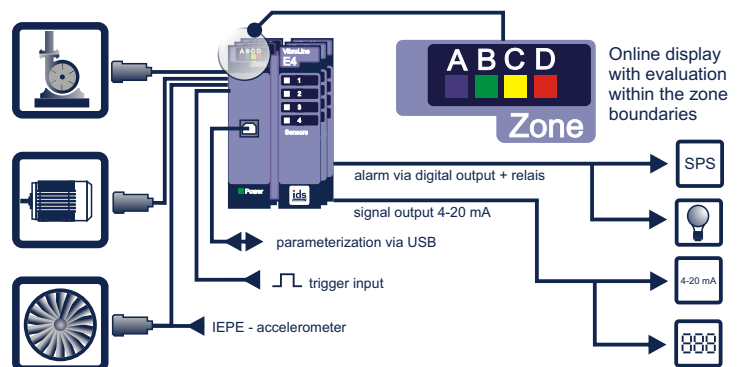 A B C D
Zone
VibroLine
E4
1
2
3
4
Sensors
Power
ids
A B C D
Zone
Online display
with evaluation
within the zone
boundaries
alarm via digital output + relais
signal output 4-20 mA
parameterization via USB
trigger input
IEPE - accelerometer
SPS
4-20 mA
888